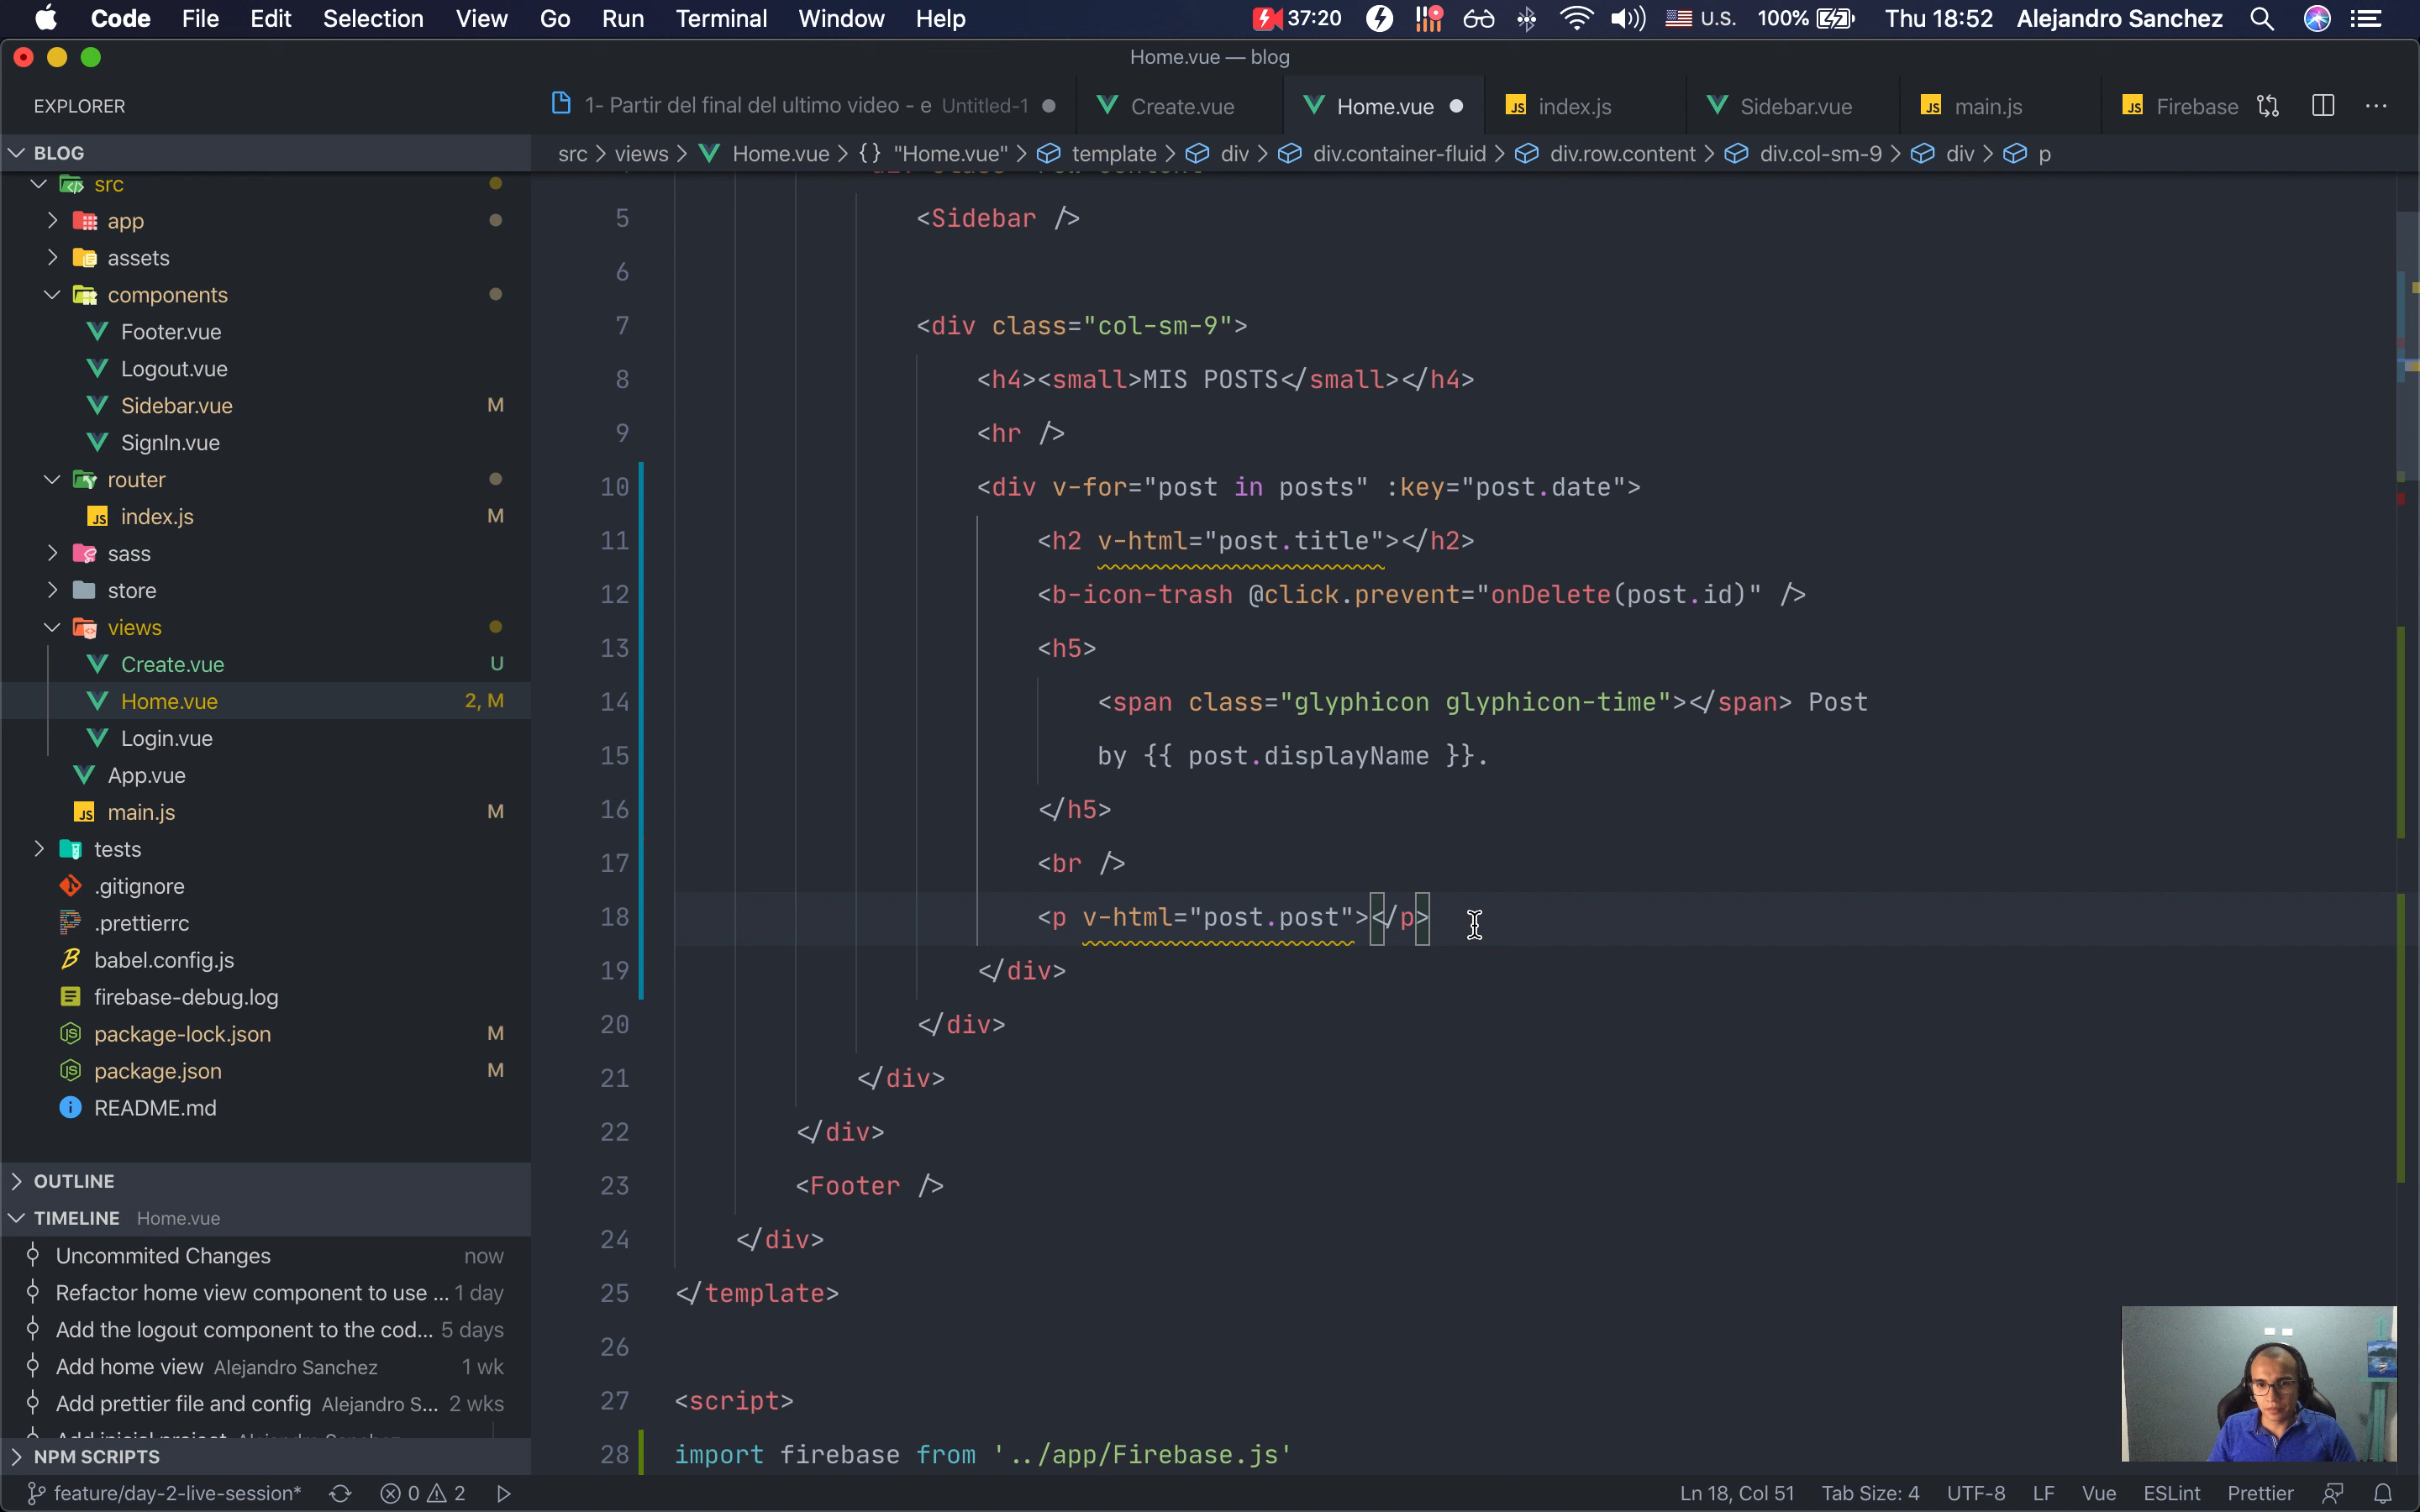 Code File Edit Selection View Go Run Terminal Window Help 37:20 U.S. 100% Thu 18:52 Alejandro Sanchez
Home.vue — blog
EXPLORER
1- Partir del final del ultimo video - e Untitled-1 Create.vue Home.vue JS index.js Sidebar.vue JS main.js JS Firebase
BLOG
src > views > Home.vue > {} "Home.vue" > template > div > div.container-fluid > div.row.content > div.col-sm-9 > div > p
src
app
assets
components
Footer.vue
Logout.vue
Sidebar.vue M
SignIn.vue
router
JS index.js M
sass
store
views
Create.vue U
Home.vue 2, M
Login.vue
App.vue
JS main.js M
tests
.gitignore
.prettierrc
babel.config.js
firebase-debug.log
package-lock.json M
package.json M
README.md
OUTLINE
TIMELINE Home.vue
Uncommited Changes now
Refactor home view component to use ... 1 day
Add the logout component to the cod... 5 days
Add home view Alejandro Sanchez 1 wk
Add prettier file and config Alejandro S... 2 wks
NPM SCRIPTS
5 <Sidebar />
6
7 <div class="col-sm-9">
8 <h4><small>MIS POSTS</small></h4>
9 <hr />
10 <div v-for="post in posts" :key="post.date">
11 <h2 v-html="post.title"></h2>
12 <b-icon-trash @click.prevent="onDelete(post.id)" />
13 <h5>
14 <span class="glyphicon glyphicon-time"></span> Post
15 by {{ post.displayName }}.
16 </h5>
17 <br />
18 <p v-html="post.post"></p>
19 </div>
20 </div>
21 </div>
22 </div>
23 <Footer />
24 </div>
25 </template>
26
27 <script>
28 import firebase from '../app/Firebase.js'
feature/day-2-live-session* 0 2 Ln 18, Col 51 Tab Size: 4 UTF-8 LF Vue ESLint Prettier